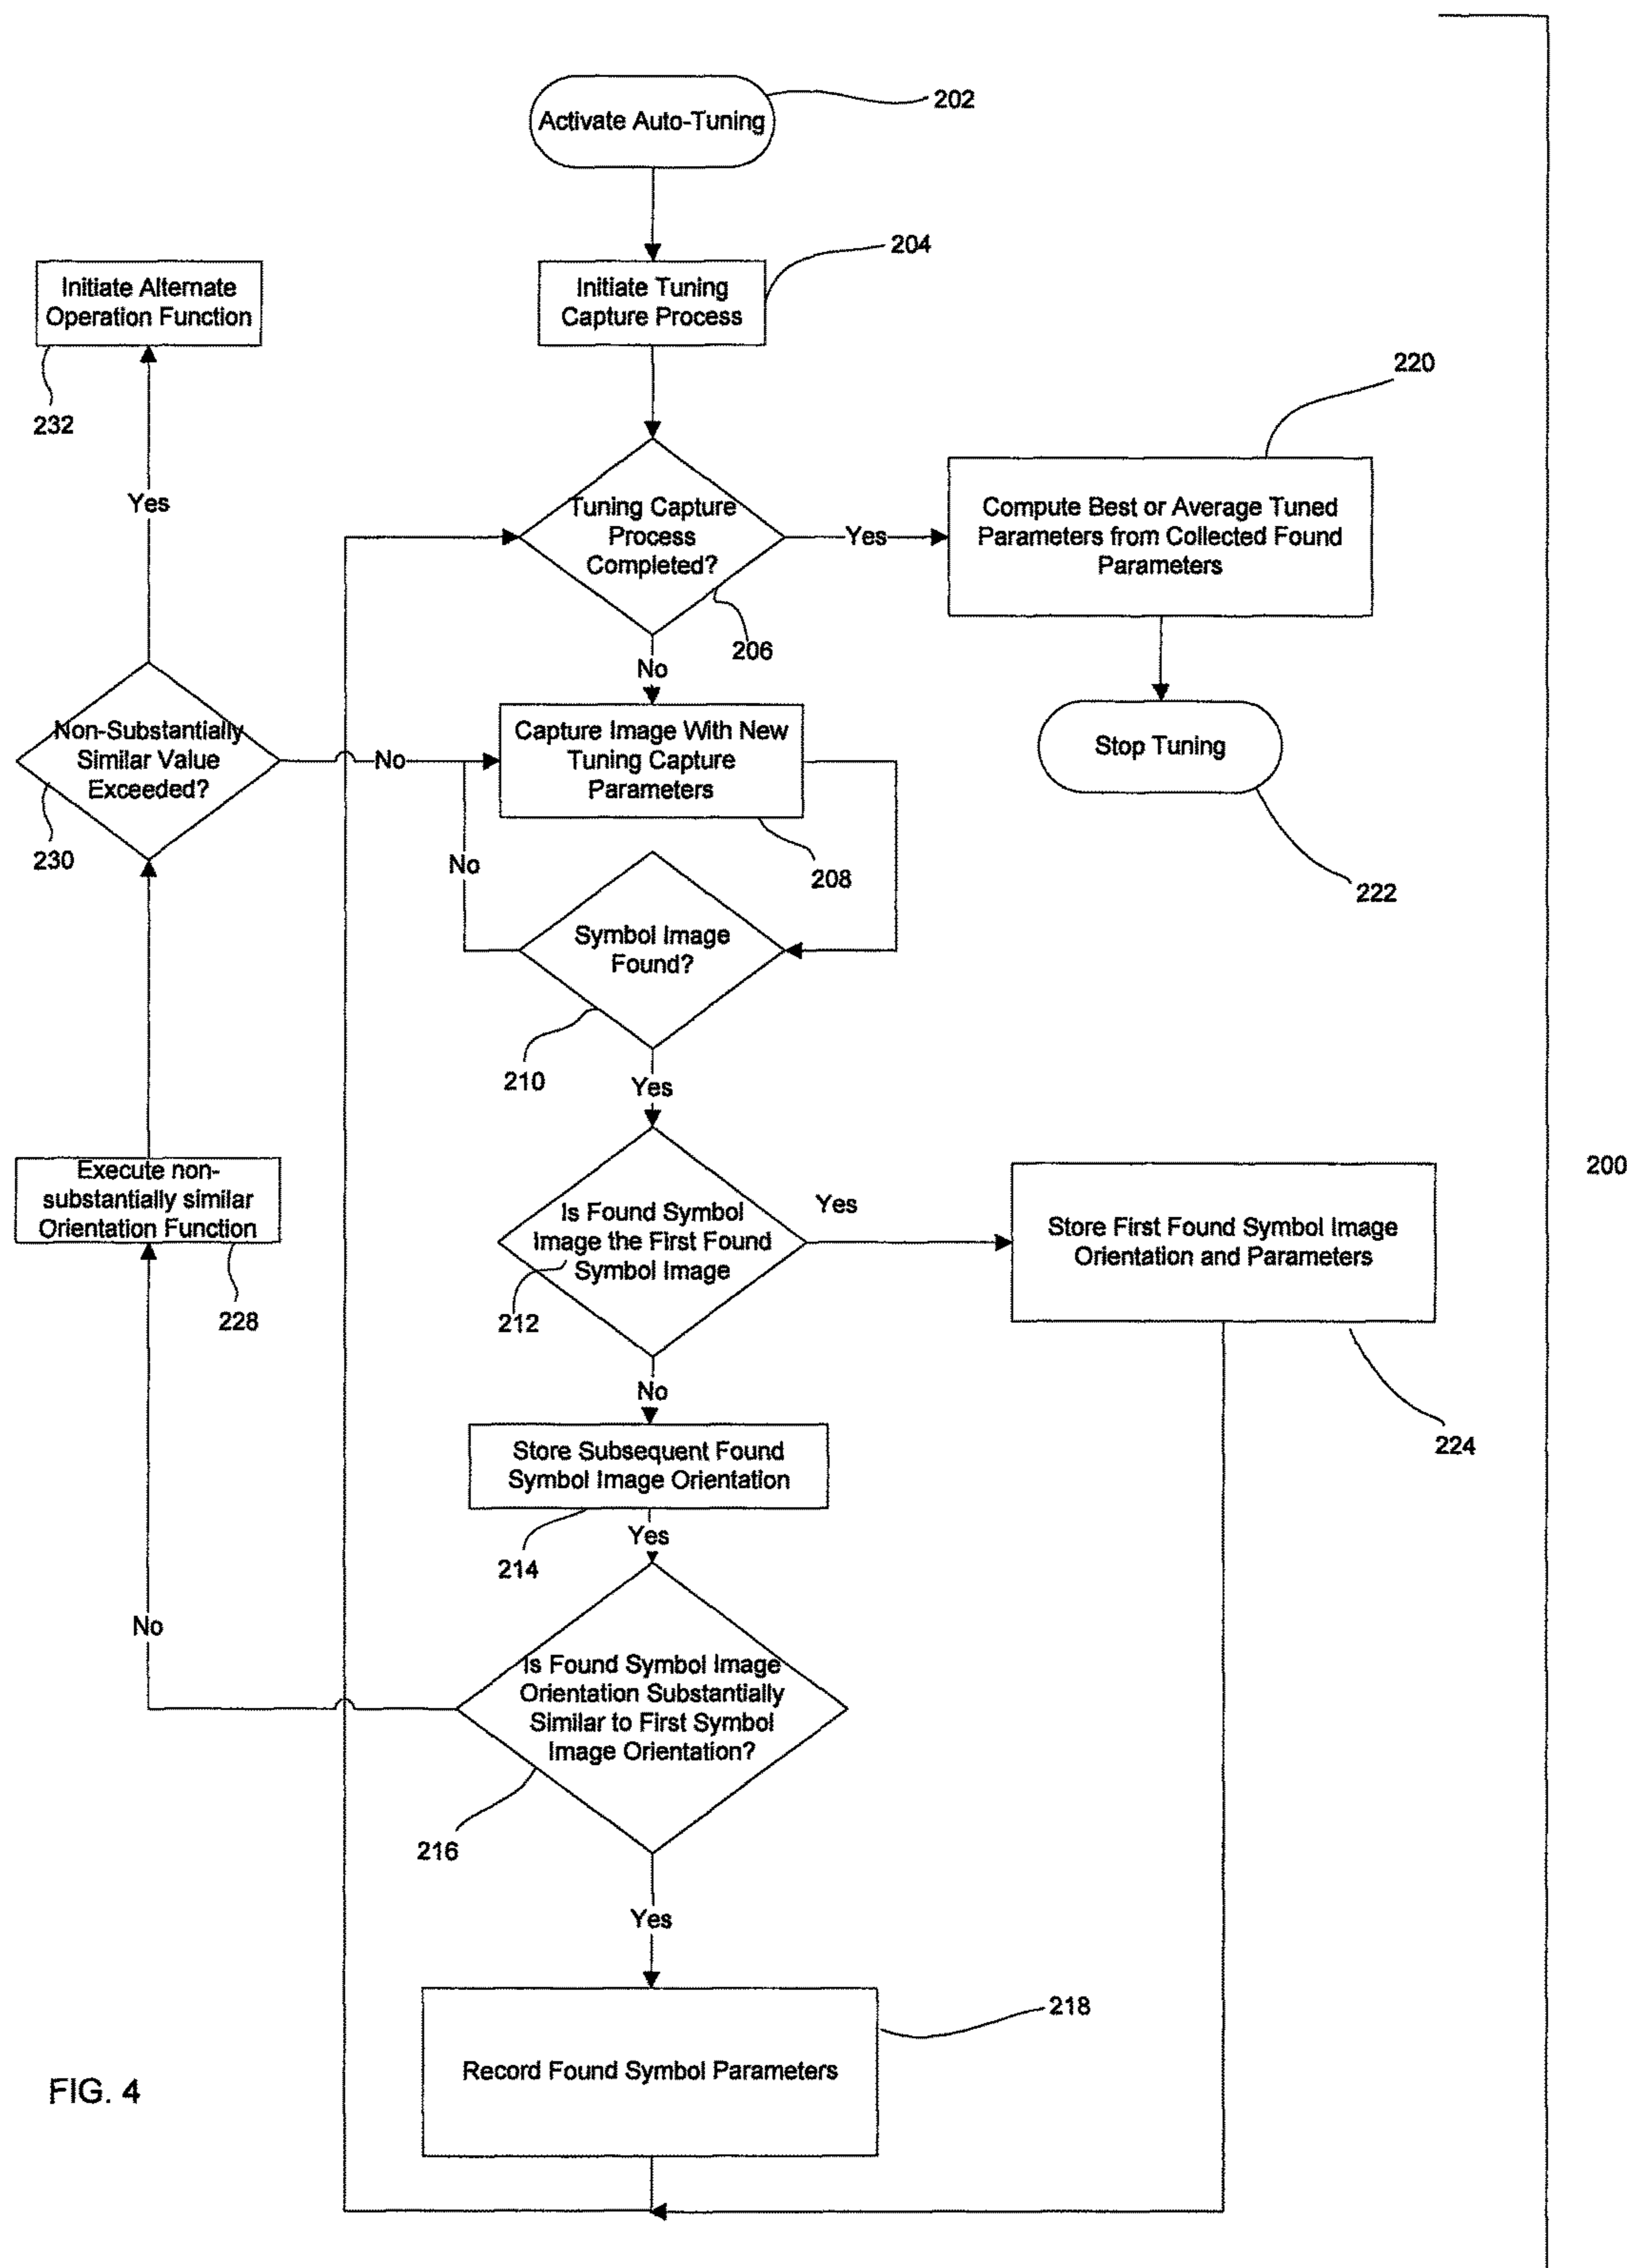 Activate Auto-Tuning
202
Initiate Tuning
Capture Process
204
Initiate Alternate
Operation Function
232
Yes
Tuning Capture
Process
Completed?
206
Yes
Compute Best or Average Tuned
Parameters from Collected Found
Parameters
220
No
Stop Tuning
222
Non-Substantially
Similar Value
Exceeded?
230
No
Capture Image With New
Tuning Capture
Parameters
208
No
Symbol Image
Found?
210
Yes
Execute non-
substantially similar
Orientation Function
228
Is Found Symbol
Image the First Found
Symbol Image
212
Yes
Store First Found Symbol Image
Orientation and Parameters
224
200
No
Store Subsequent Found
Symbol Image Orientation
214
Yes
No
Is Found Symbol Image
Orientation Substantially
Similar to First Symbol
Image Orientation?
216
Yes
Record Found Symbol Parameters
218
FIG. 4